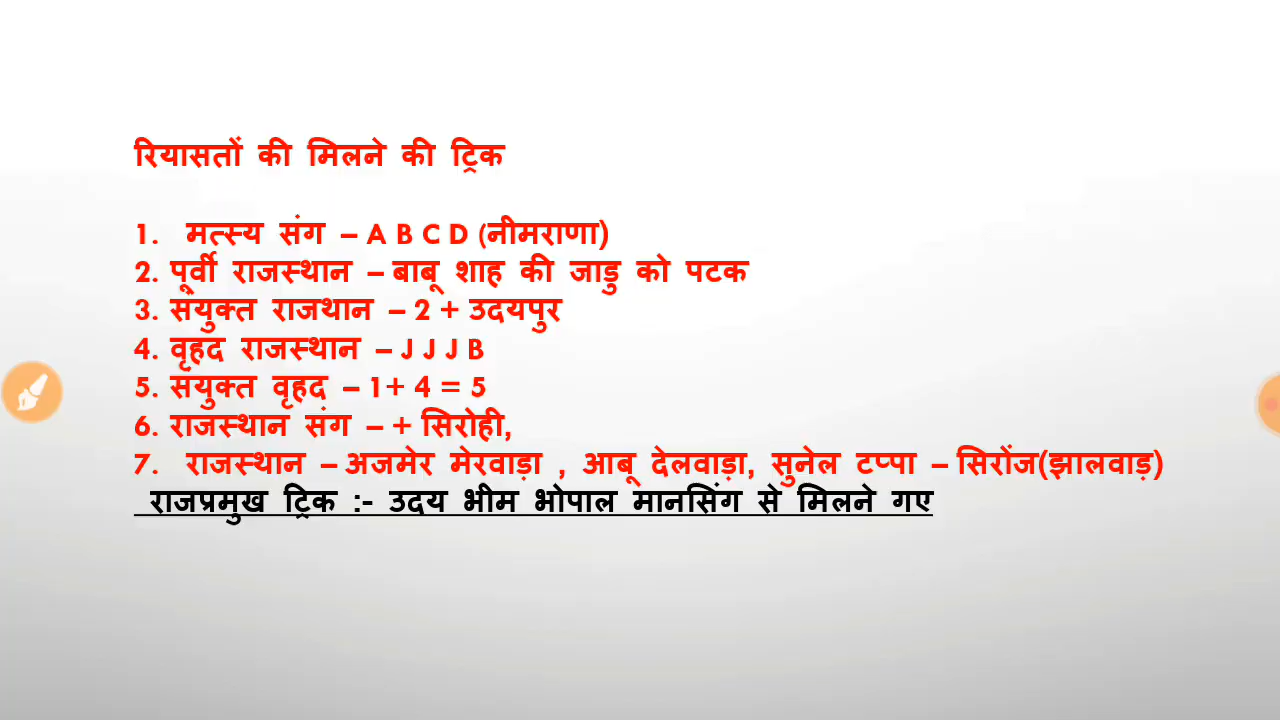 रियासतों की मिलने की ट्रिक
1. मत्स्य संग – A B C D (नीमराणा)
2. पूर्वी राजस्थान – बाबू शाह की जाडु को पटक
3. संयुक्त राजथान – 2 + उदयपुर
4. वृहद राजस्थान – J J J B
5. संयुक्त वृहद – 1+ 4 = 5
6. राजस्थान संग – + सिरोही,
7. राजस्थान – अजमेर मेरवाड़ा , आबू देलवाड़ा, सुनेल टप्पा – सिरोंज(झालवाड़)
राजप्रमुख ट्रिक :- उदय भीम भोपाल मानसिंग से मिलने गए